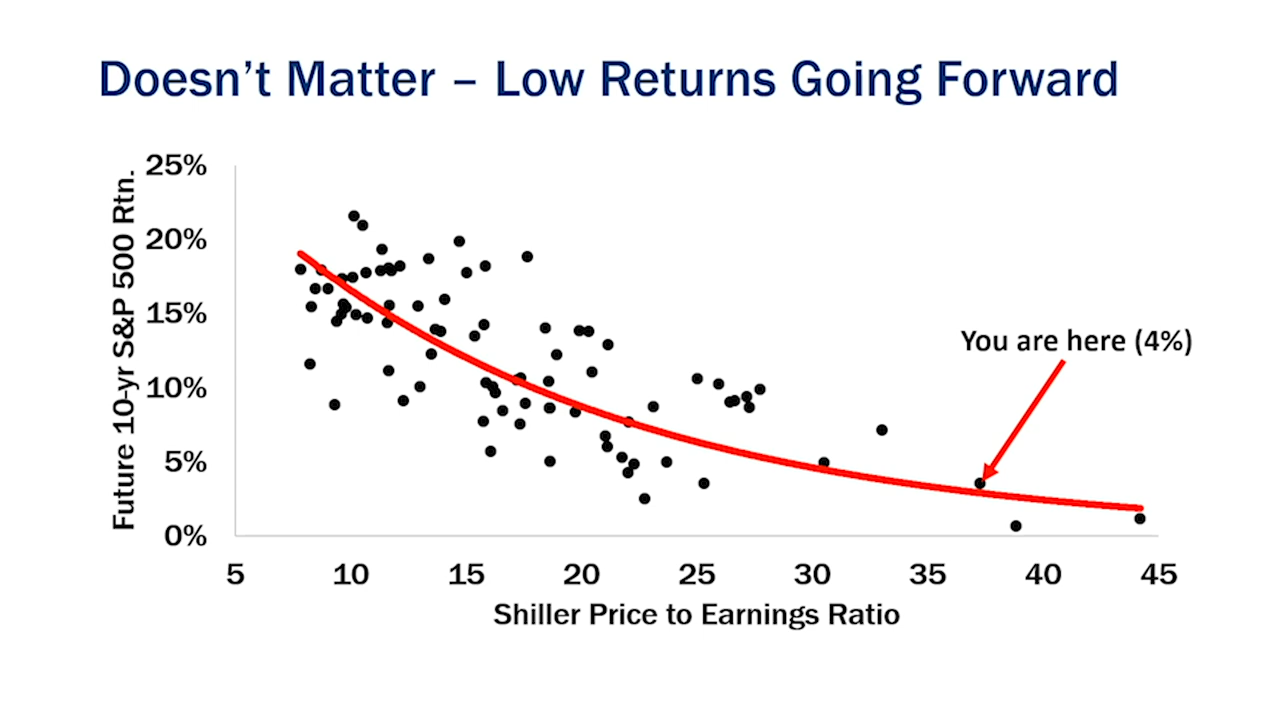 Doesn’t Matter – Low Returns Going Forward
Future 10-yr S&P 500 Rtn.
25%
20%
15%
10%
5%
0%
You are here (4%)
5 10 15 20 25 30 35 40 45
Shiller Price to Earnings Ratio